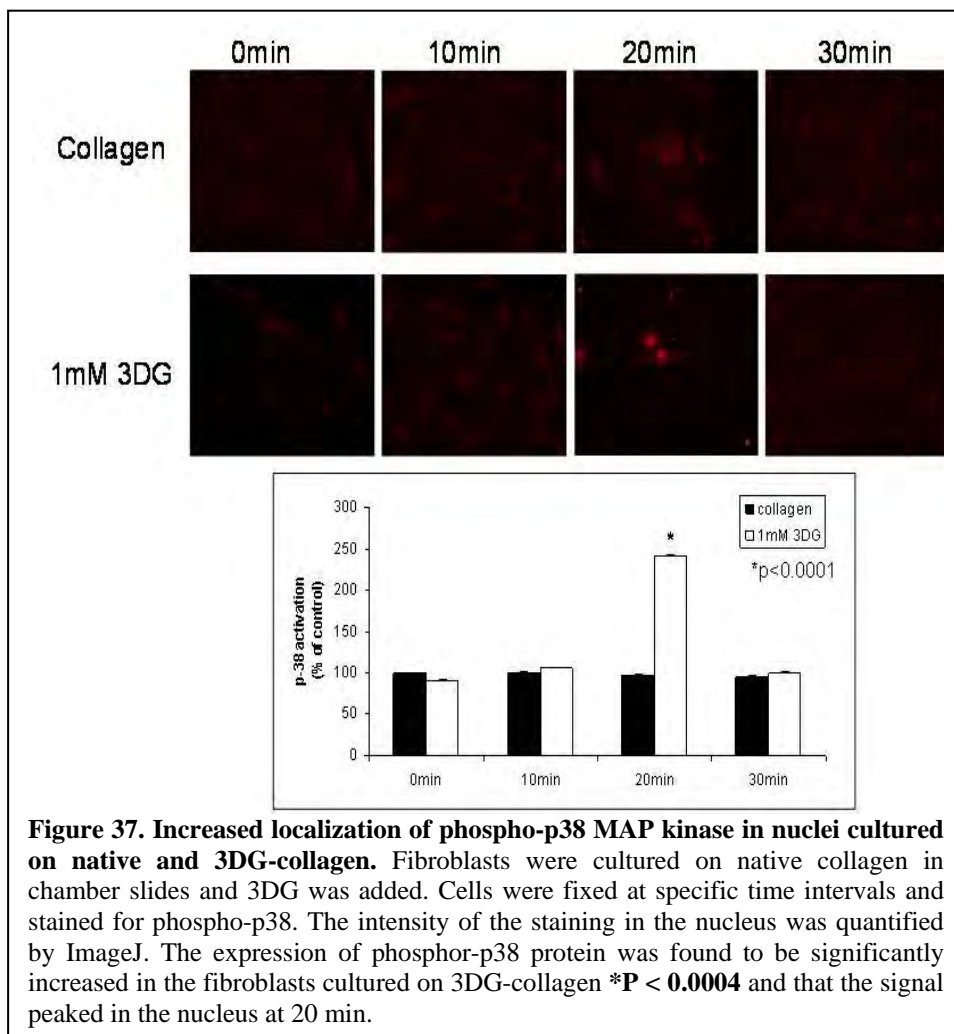 0min 10min 20min 30min
Collagen
1mM 3DG
300
250
200
150
100
50
0
p-38 activation
(% of control)
*
collagen
1mM 3DG
*p<0.0001
0min 10min 20min 30min
Figure 37. Increased localization of phospho-p38 MAP kinase in nuclei cultured
on native and 3DG-collagen. Fibroblasts were cultured on native collagen in
chamber slides and 3DG was added. Cells were fixed at specific time intervals and
stained for phospho-p38. The intensity of the staining in the nucleus was quantified
by ImageJ. The expression of phosphor-p38 protein was found to be significantly
increased in the fibroblasts cultured on 3DG-collagen *P < 0.0004 and that the signal
peaked in the nucleus at 20 min.